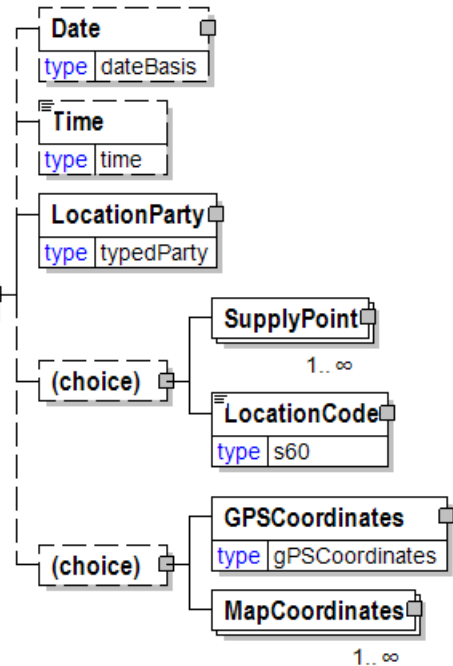 Date
type dateBasis
Time
type time
LocationParty
type typedParty
SupplyPoint
1.. ∞
(choice)
LocationCode
type s60
GPSCoordinates
type gPSCoordinates
(choice)
MapCoordinates
1.. ∞